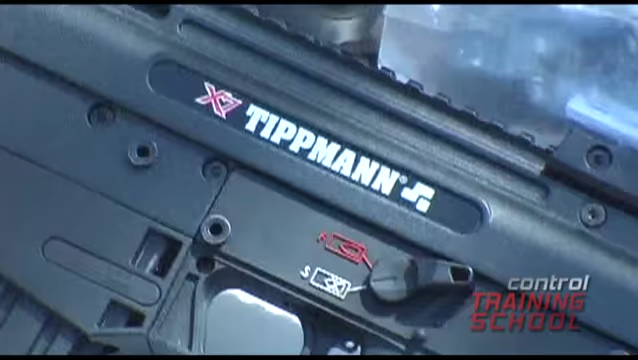 X7 TIPPMANN®
S
control
TRAINING
SCHOOL